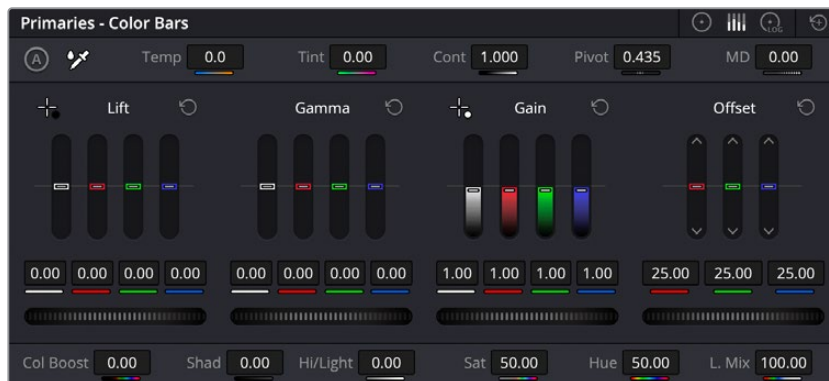 Primaries - Color Bars
LOG
A Temp 0.0 Tint 0.00 Cont 1.000 Pivot 0.435 MD 0.00
Lift Gamma Gain Offset
0.00 0.00 0.00 0.00 0.00 0.00 0.00 0.00 1.00 1.00 1.00 1.00 25.00 25.00 25.00
Col Boost 0.00 Shad 0.00 Hi/Light 0.00 Sat 50.00 Hue 50.00 L. Mix 100.00